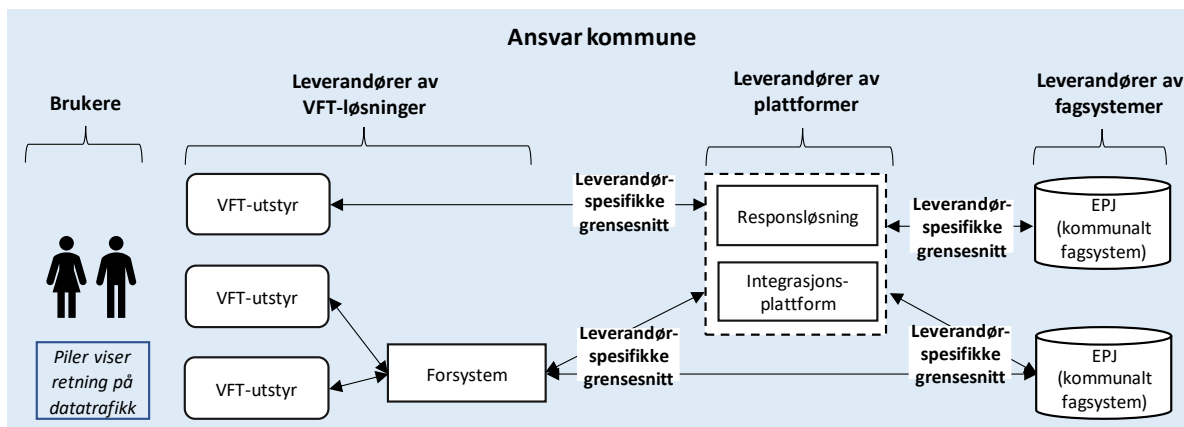 Ansvar kommune
Brukere
Leverandører av
VFT-løsninger
Leverandører av
plattformer
Leverandører av
fagsystemer
VFT-utstyr
Leverandør-
spesifikke
grensesnitt
Responsløsning
Leverandør-
spesifikke
grensesnitt
EPJ
(kommunalt
fagsystem)
VFT-utstyr
Integrasjons-
plattform
Piler viser
retning på
datatrafikk
VFT-utstyr
Forsystem
Leverandør-
spesifikke
grensesnitt
Leverandør-
spesifikke
grensesnitt
EPJ
(kommunalt
fagsystem)